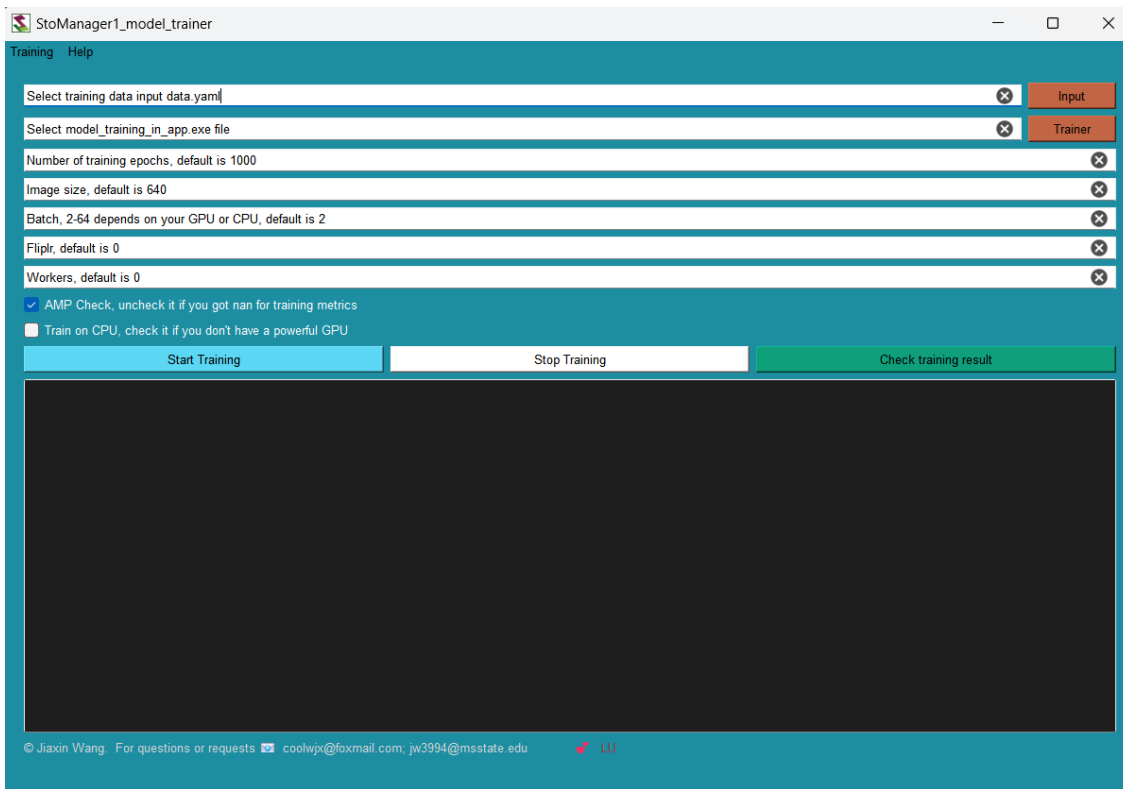 StoManager1_model_trainer
Training Help
Select training data input data.yaml Input
Select model_training_in_app.exe file Trainer
Number of training epochs, default is 1000
Image size, default is 640
Batch, 2-64 depends on your GPU or CPU, default is 2
Fliplr, default is 0
Workers, default is 0
AMP Check, uncheck it if you got nan for training metrics
Train on CPU, check it if you don't have a powerful GPU
Start Training Stop Training Check training result
© Jiaxin Wang. For questions or requests 📧 coolwjx@foxmail.com; jw3994@msstate.edu 💕 LU